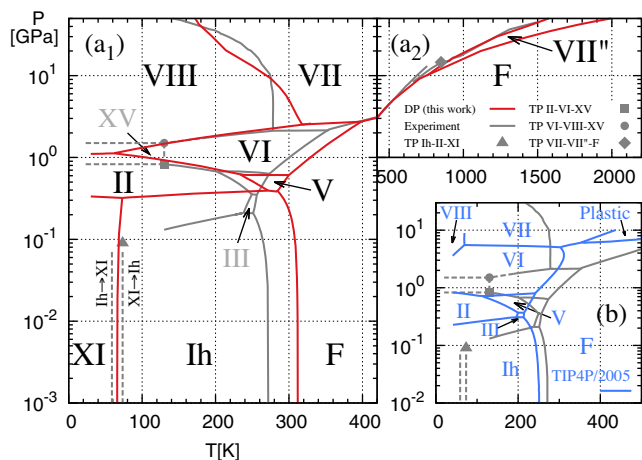 P
[GPa]
(a1)
(a2)
VIII
VII
VII"
F
XV
VI
II
V
III
Ih→XI
XI→Ih
XI
Ih
F
10^1
10^0
10^-1
10^-2
10^-3
0 100 200 300 400
T[K]
DP (this work)
Experiment
TP Ih-II-XI
TP II-VI-XV
TP VI-VIII-XV
TP VII-VII"-F
500 1000 1500 2000
VIII
VII
Plastic
VI
II
III
V
(b)
Ih
F
TIP4P/2005
10^1
10^0
10^-1
10^-2
0 200 400